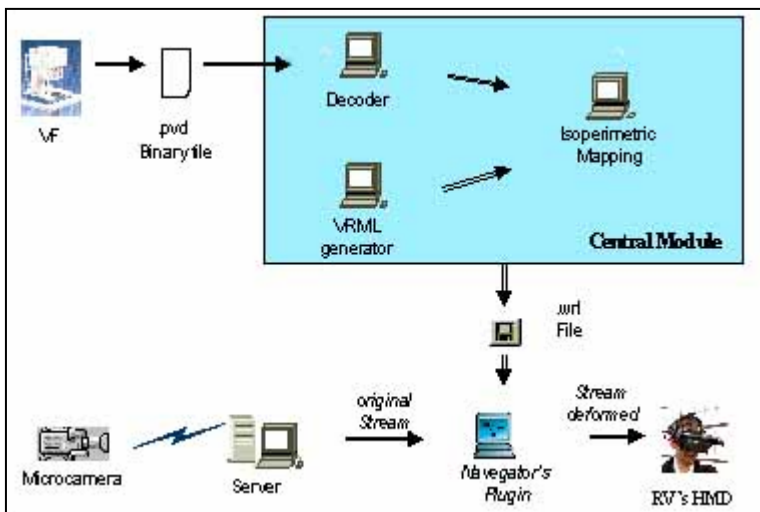 VF
.pvd
Binary file
Decoder
VRML
generator
Isoperimetric
Mapping
Central Module
.wrl
File
Microcamera
Server
original
Stream
Navegator's
Plugin
Stream
deformed
RV's HMD